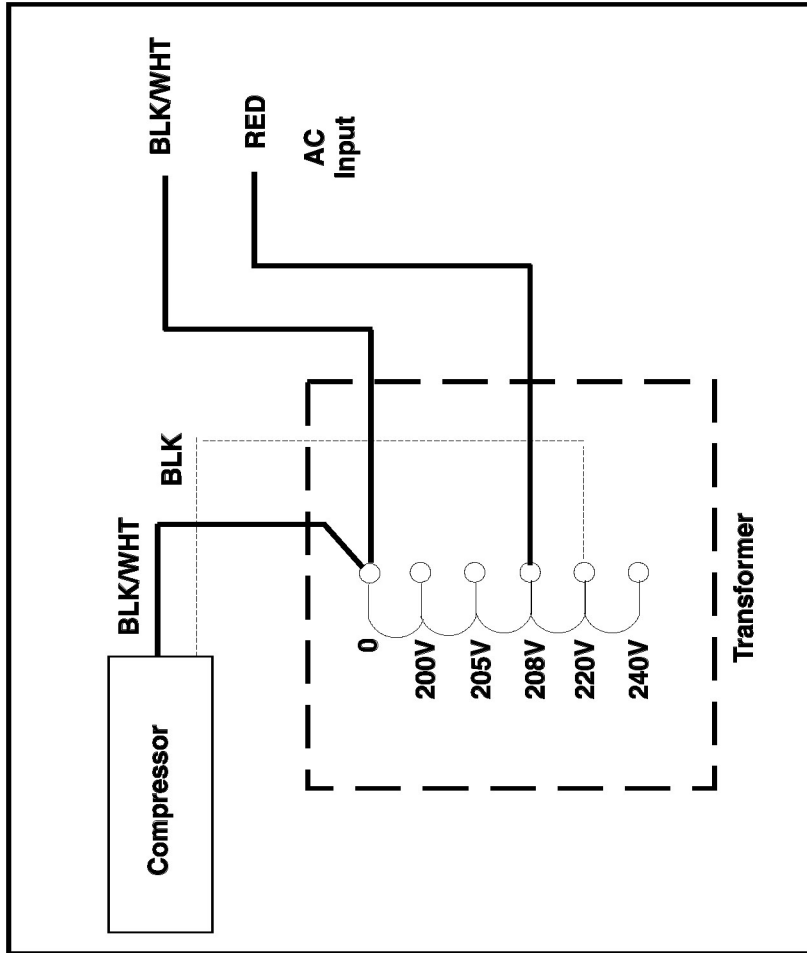 BLK/WHT
RED
AC
Input
BLK
BLK/WHT
Compressor
0
200V
205V
208V
220V
240V
Transformer